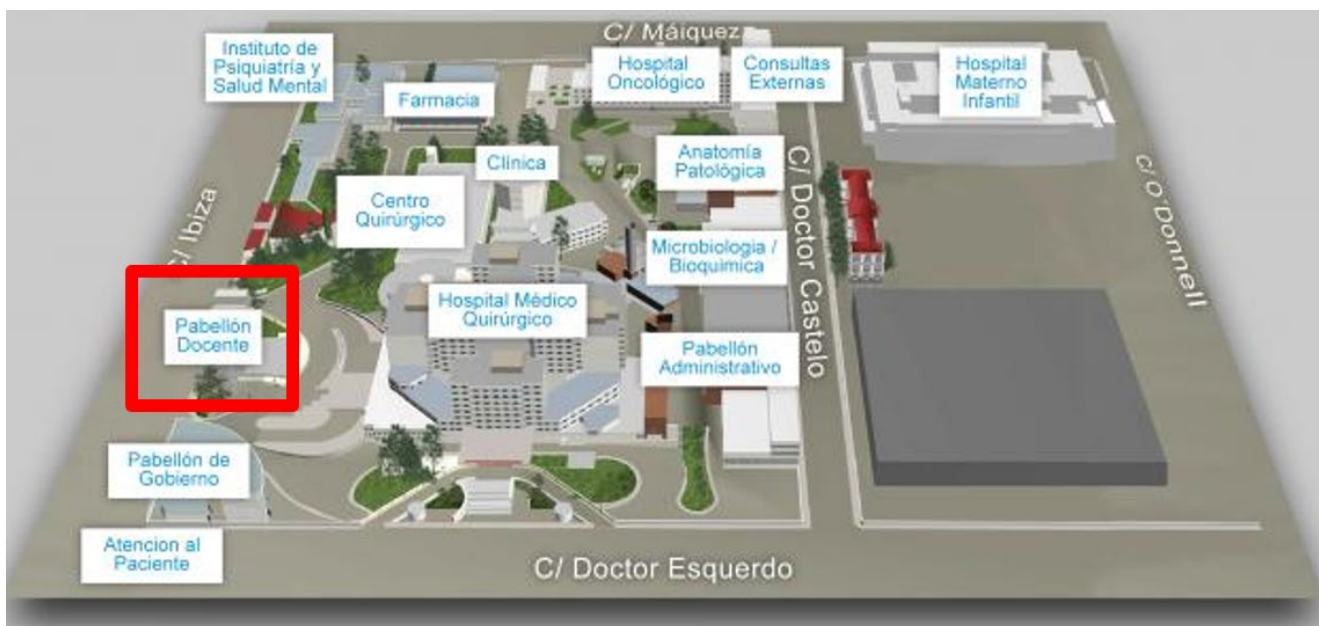 C/ Máiquez
Instituto de
Psiquiatría y
Salud Mental
Farmacia
Hospital
Oncológico
Consultas
Externas
Hospital
Materno
Infantil
Clínica
Anatomía
Patológica
C/ Doctor Castelo
C/ O'Donnell
C/ Ibiza
Centro
Quirúrgico
Microbiologia /
Bioquímica
Pabellón
Docente
Hospital Médico
Quirúrgico
Pabellón
Administrativo
Pabellón de
Gobierno
Atencion al
Paciente
C/ Doctor Esquerdo